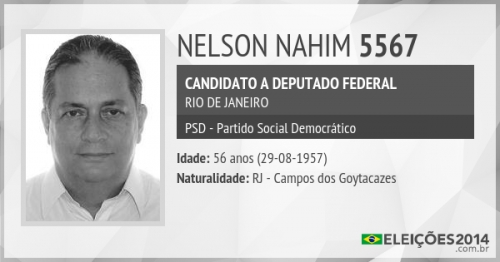 NELSON NAHIM 5567
CANDIDATO A DEPUTADO FEDERAL
RIO DE JANEIRO
PSD - Partido Social Democrático
Idade: 56 anos (29-08-1957)
Naturalidade: RJ - Campos dos Goytacazes
ELEIÇÕES2014
.com.br